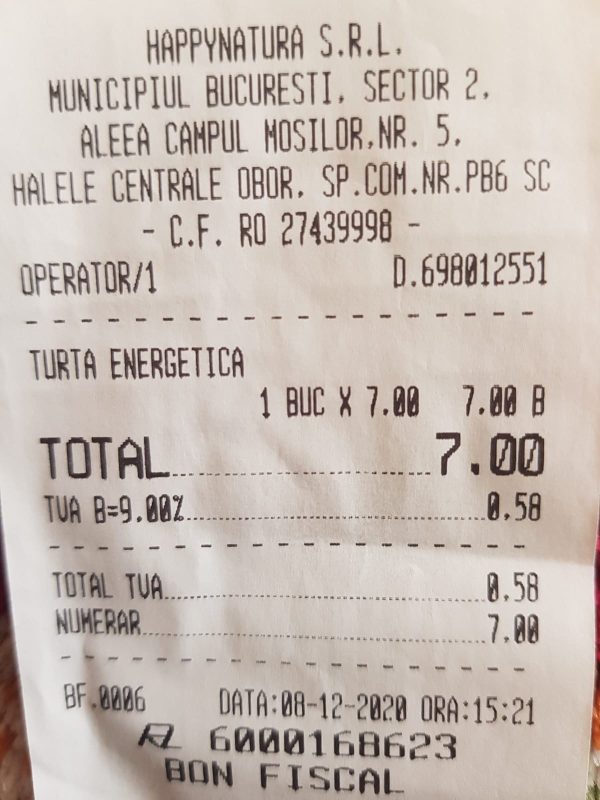 HAPPYNATURA S.R.L.
MUNICIPIUL BUCURESTI, SECTOR 2,
ALEEA CAMPUL MOSILOR,NR. 5,
HALELE CENTRALE OBOR, SP.COM.NR.PB6 SC
- C.F. RO 27439998 -
OPERATOR/1 D.698012551
TURTA ENERGETICA
1 BUC X 7.00 7.00 B
TOTAL 7.00
TVA B=9.00% 0.58
TOTAL TVA 0.58
NUMERAR 7.00
BF.0006 DATA:08-12-2020 ORA:15:21
6000168623
BON FISCAL